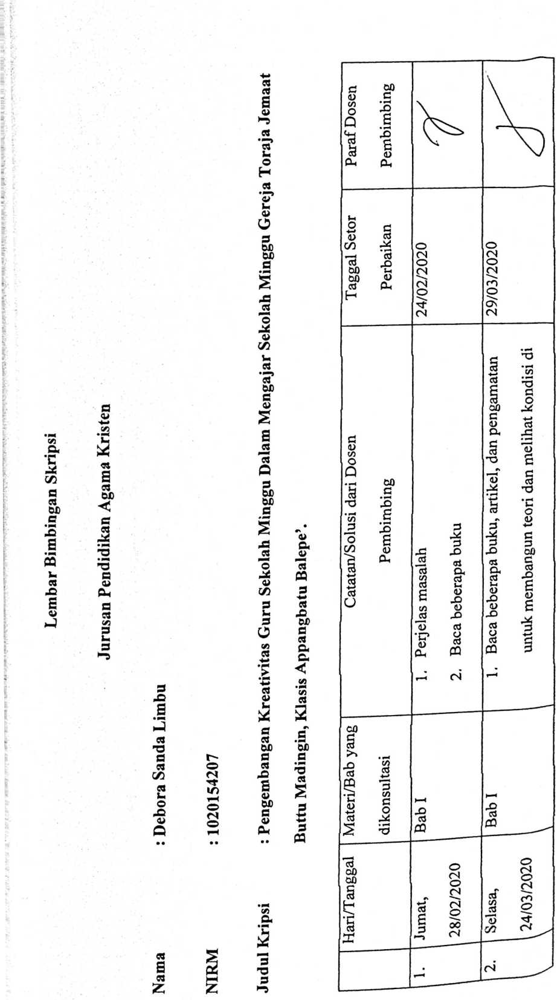 Lembar Bimbingan Skripsi
Jurusan Pendidikan Agama Kristen
Nama : Debora Sanda Limbu
NIRM : 1020154207
Judul Kripsi : Pengembangan Kreativitas Guru Sekolah Minggu Dalam Mengajar Sekolah Minggu Gereja Toraja Jemaat
Buttu Madingin, Klasis Appangbatu Balepe’.
Hari/Tanggal Materi/Bab yang Catatan/Solusi dari Dosen Taggal Setor Paraf Dosen
dikonsultasi Pembimbing Perbaikan Pembimbing
1. Jumat, Bab I 1. Perjelas masalah 24/02/2020
28/02/2020 2. Baca beberapa buku
2. Selasa, Bab I 1. Baca beberapa buku, artikel, dan pengamatan 29/03/2020
24/03/2020 untuk membangun teori dan melihat kondisi di